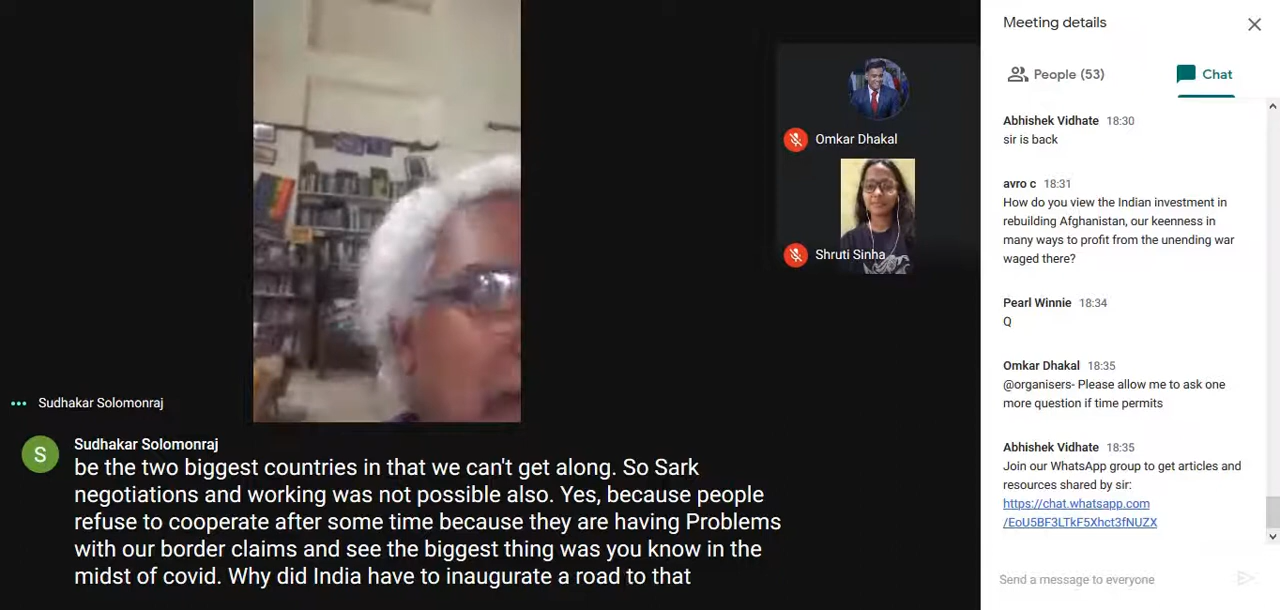 Omkar Dhakal
Shruti Sinha
Sudhakar Solomonraj
S
Sudhakar Solomonraj
be the two biggest countries in that we can't get along. So Sark
negotiations and working was not possible also. Yes, because people
refuse to cooperate after some time because they are having Problems
with our border claims and see the biggest thing was you know in the
midst of covid. Why did India have to inaugurate a road to that
Meeting details
People (53)
Chat
Abhishek Vidhate 18:30
sir is back
avro c 18:31
How do you view the Indian investment in
rebuilding Afghanistan, our keenness in
many ways to profit from the unending war
waged there?
Pearl Winnie 18:34
Q
Omkar Dhakal 18:35
@organisers- Please allow me to ask one
more question if time permits
Abhishek Vidhate 18:35
Join our WhatsApp group to get articles and
resources shared by sir:
https://chat.whatsapp.com
/EoU5BF3LTkF5Xhct3fNUZX
Send a message to everyone